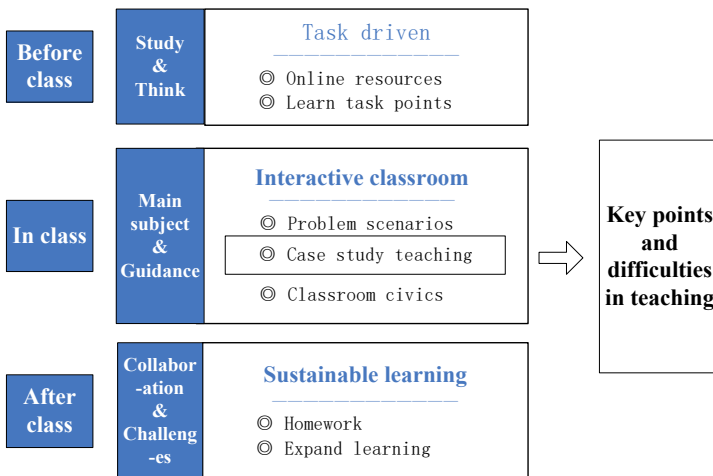 Before
class
Study
&
Think
Task driven
◎ Online resources
◎ Learn task points
In class
Main
subject
&
Guidance
Interactive classroom
◎ Problem scenarios
◎ Case study teaching
◎ Classroom civics
Key points
and
difficulties
in teaching
After
class
Collabor
-ation
&
Challeng
-es
Sustainable learning
◎ Homework
◎ Expand learning